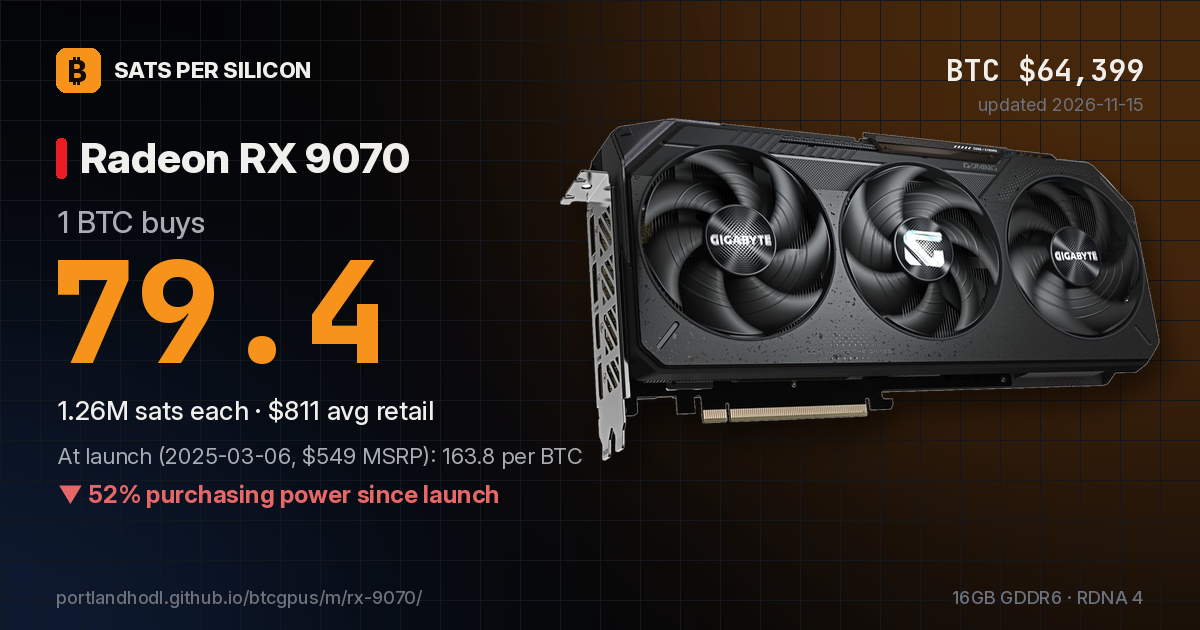 ₿ SATS PER SILICON
BTC $64,399
updated 2026-11-15
Radeon RX 9070
1 BTC buys
79.4
1.26M sats each · $811 avg retail
At launch (2025-03-06, $549 MSRP): 163.8 per BTC
▼ 52% purchasing power since launch
GIGABYTE
GIGABYTE
GAMING
portlandhodl.github.io/btcgpus/m/rx-9070/
16GB GDDR6 · RDNA 4